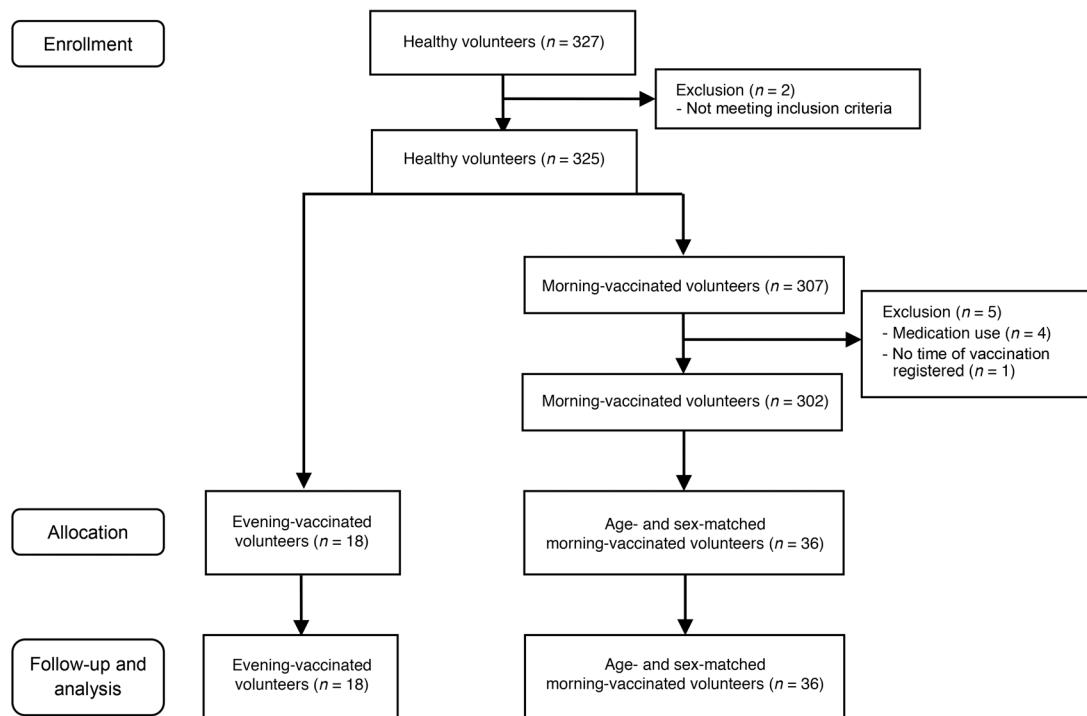 Enrollment
Healthy volunteers (n = 327)
Exclusion (n = 2)
- Not meeting inclusion criteria
Healthy volunteers (n = 325)
Morning-vaccinated volunteers (n = 307)
Exclusion (n = 5)
- Medication use (n = 4)
- No time of vaccination
registered (n = 1)
Morning-vaccinated volunteers (n = 302)
Allocation
Evening-vaccinated
volunteers (n = 18)
Age- and sex-matched
morning-vaccinated volunteers (n = 36)
Follow-up and
analysis
Evening-vaccinated
volunteers (n = 18)
Age- and sex-matched
morning-vaccinated volunteers (n = 36)